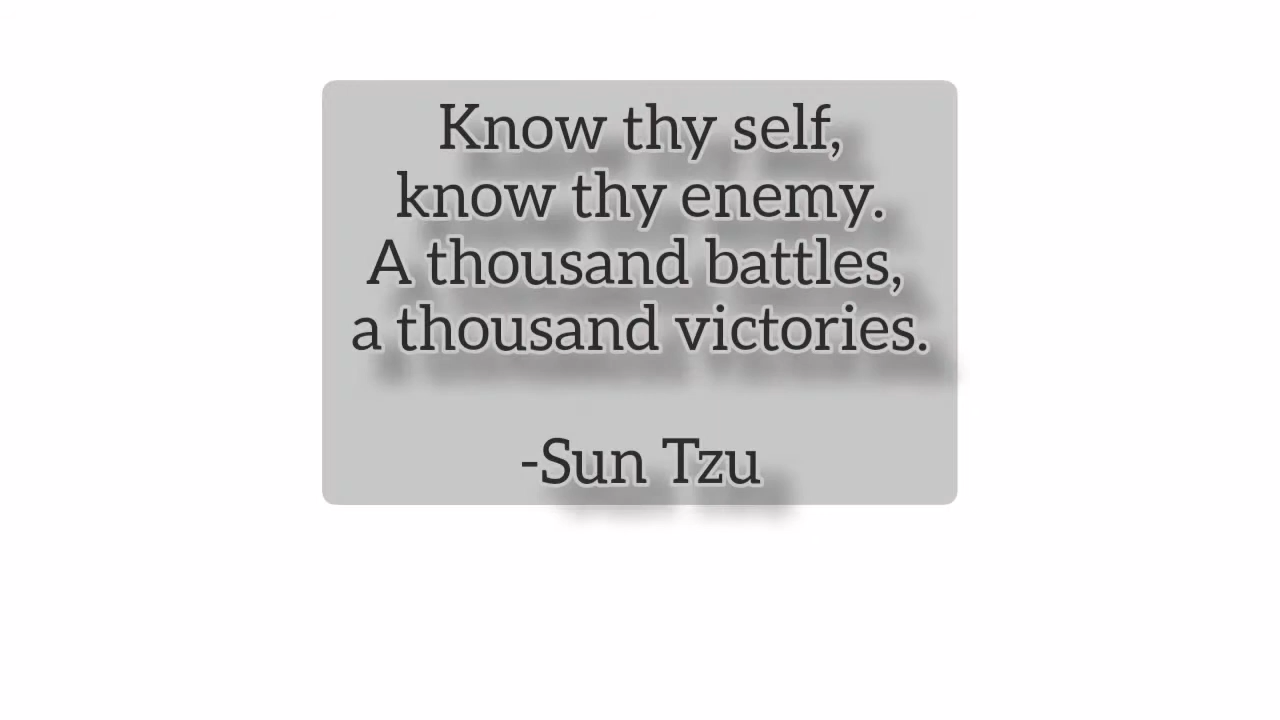 Know thy self,
know thy enemy.
A thousand battles,
a thousand victories.
-Sun Tzu